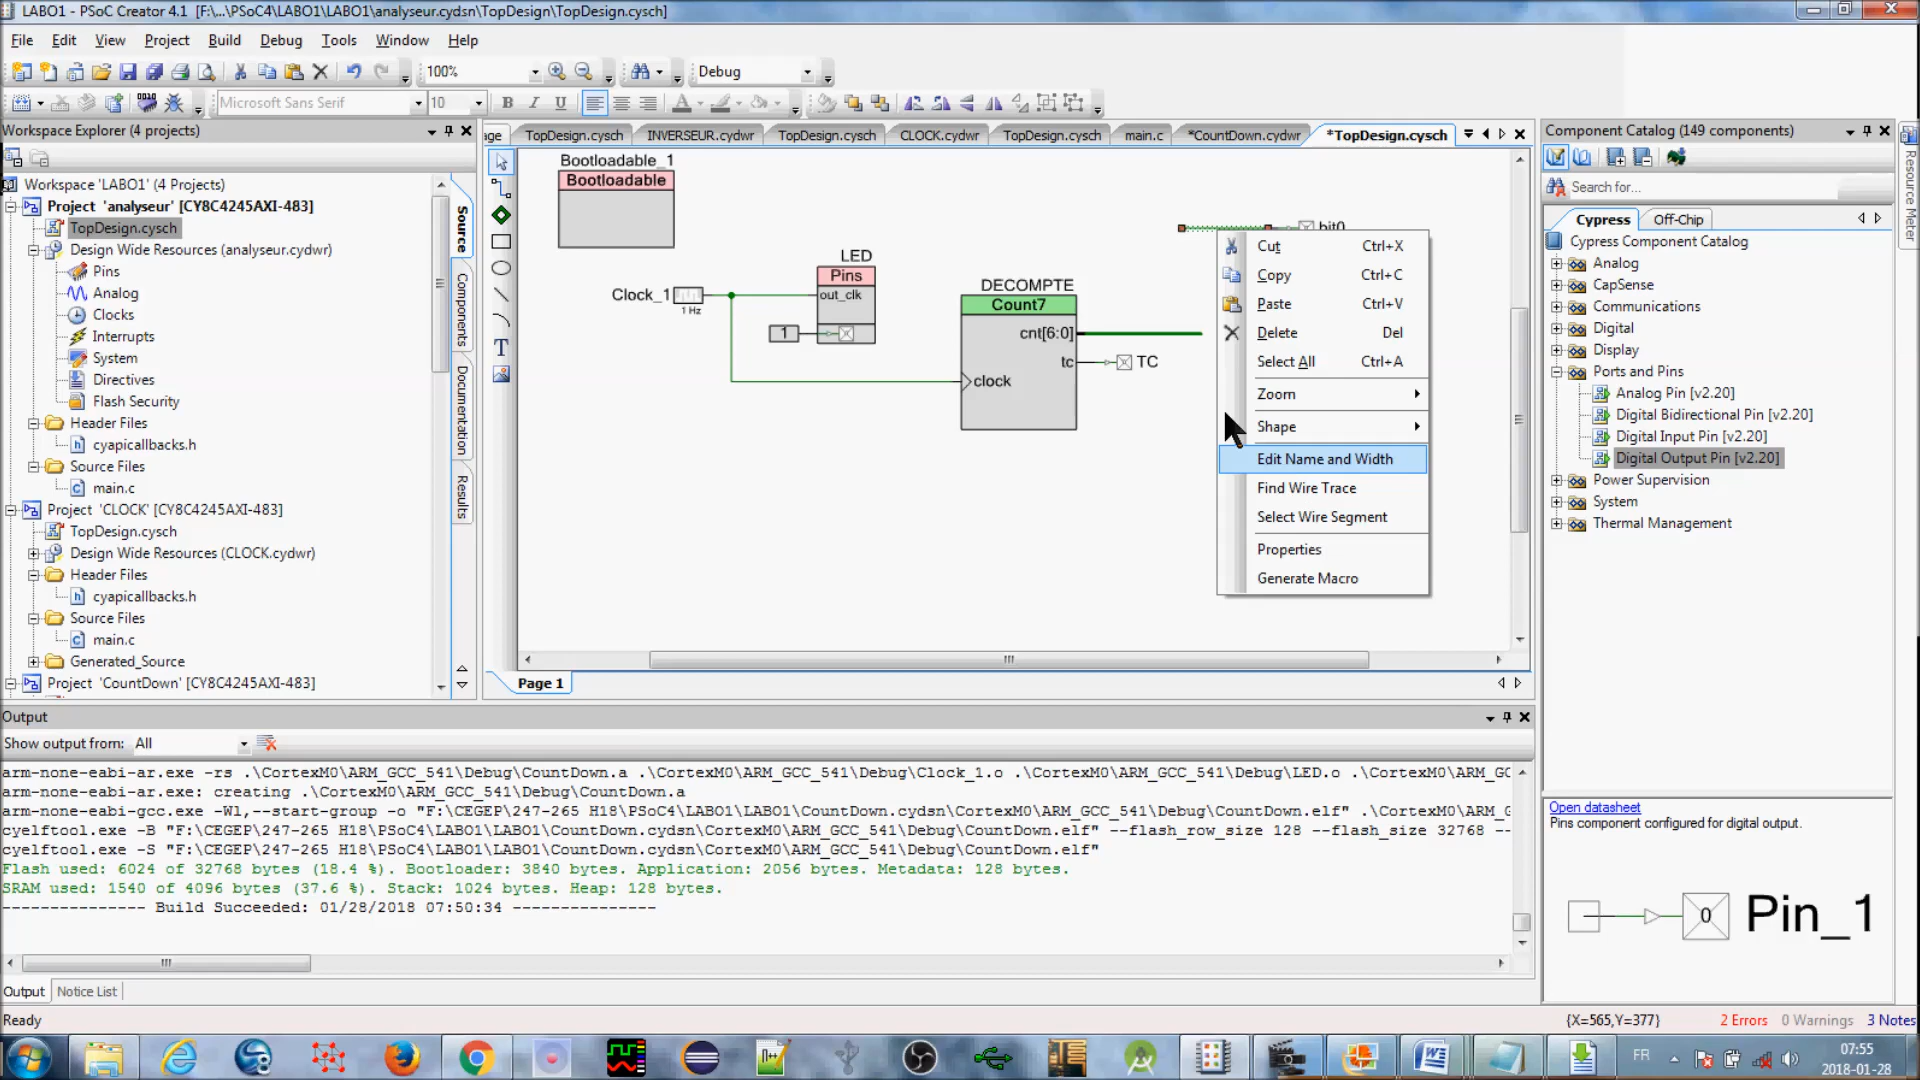 LABO1 - PSoC Creator 4.1 [F:\...\PSoC4\LABO1\LABO1\analyseur.cydsn\TopDesign\TopDesign.cysch]
File Edit View Project Build Debug Tools Window Help
100% Debug
Microsoft Sans Serif 10 B I U
Workspace Explorer (4 projects)
Workspace 'LABO1' (4 Projects)
Project 'analyseur' [CY8C4245AXI-483]
TopDesign.cysch
Design Wide Resources (analyseur.cydwr)
Pins
Analog
Clocks
Interrupts
System
Directives
Flash Security
Header Files
cyapicallbacks.h
Source Files
main.c
Project 'CLOCK' [CY8C4245AXI-483]
TopDesign.cysch
Design Wide Resources (CLOCK.cydwr)
Header Files
cyapicallbacks.h
Source Files
main.c
Generated_Source
Project 'CountDown' [CY8C4245AXI-483]
Source
Components
Documentation
Results
age TopDesign.cysch INVERSEUR.cydwr TopDesign.cysch CLOCK.cydwr TopDesign.cysch main.c *CountDown.cydwr *TopDesign.cysch
Bootloadable_1
Bootloadable
LED
Pins
out_clk
Clock_1
1 Hz
1
DECOMPTE
Count7
cnt[6:0]
tc
TC
clock
bit0
Cut Ctrl+X
Copy Ctrl+C
Paste Ctrl+V
Delete Del
Select All Ctrl+A
Zoom
Shape
Edit Name and Width
Find Wire Trace
Select Wire Segment
Properties
Generate Macro
Page 1
Component Catalog (149 components)
Search for...
Cypress Off-Chip
Cypress Component Catalog
Analog
CapSense
Communications
Digital
Display
Ports and Pins
Analog Pin [v2.20]
Digital Bidirectional Pin [v2.20]
Digital Input Pin [v2.20]
Digital Output Pin [v2.20]
Power Supervision
System
Thermal Management
Resource Meter
Open datasheet
Pins component configured for digital output.
0 Pin_1
Output
Show output from: All
arm-none-eabi-ar.exe -rs .\CortexM0\ARM_GCC_541\Debug\CountDown.a .\CortexM0\ARM_GCC_541\Debug\Clock_1.o .\CortexM0\ARM_GCC_541\Debug\LED.o .\CortexM0\ARM_GC
arm-none-eabi-ar.exe: creating .\CortexM0\ARM_GCC_541\Debug\CountDown.a
arm-none-eabi-gcc.exe -Wl,--start-group -o "F:\CEGEP\247-265 H18\PSoC4\LABO1\LABO1\CountDown.cydsn\CortexM0\ARM_GCC_541\Debug\CountDown.elf" .\CortexM0\ARM_G
cyelftool.exe -B "F:\CEGEP\247-265 H18\PSoC4\LABO1\LABO1\CountDown.cydsn\CortexM0\ARM_GCC_541\Debug\CountDown.elf" --flash_row_size 128 --flash_size 32768 --
cyelftool.exe -S "F:\CEGEP\247-265 H18\PSoC4\LABO1\LABO1\CountDown.cydsn\CortexM0\ARM_GCC_541\Debug\CountDown.elf"
Flash used: 6024 of 32768 bytes (18.4 %). Bootloader: 3840 bytes. Application: 2056 bytes. Metadata: 128 bytes.
SRAM used: 1540 of 4096 bytes (37.6 %). Stack: 1024 bytes. Heap: 128 bytes.
--------------- Build Succeeded: 01/28/2018 07:50:34 ---------------
Output Notice List
Ready {X=565,Y=377} 2 Errors 0 Warnings 3 Notes
FR
07:55
2018-01-28